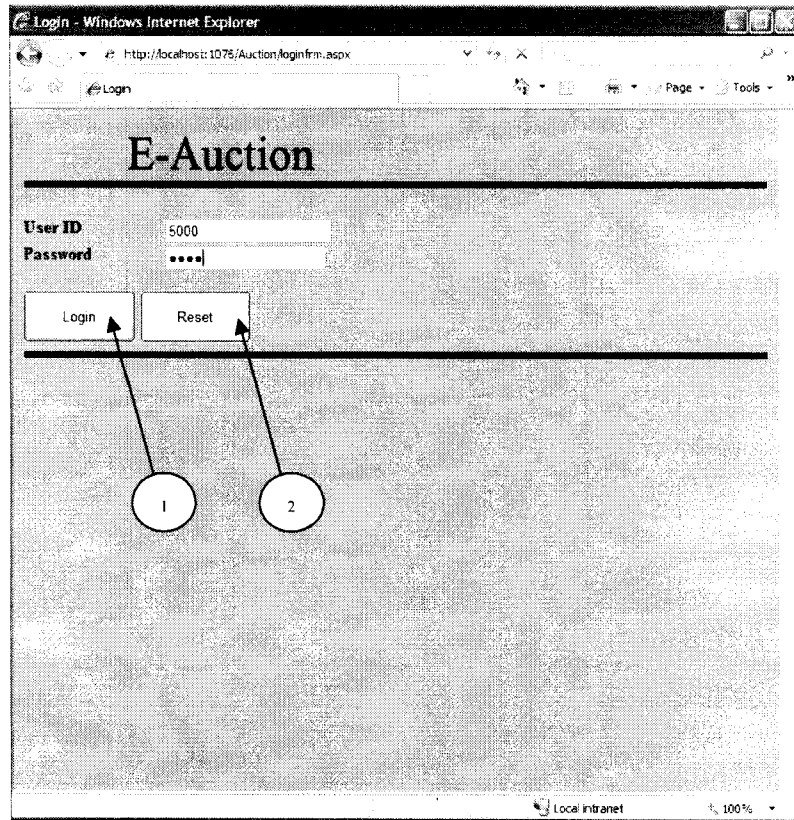 Login - Windows Internet Explorer
http://localhost:1076/Auction/loginfrm.aspx
Login
Page
Tools
»
E-Auction
User ID
5000
Password
••••
Login
Reset
1
2
Local intranet
100%